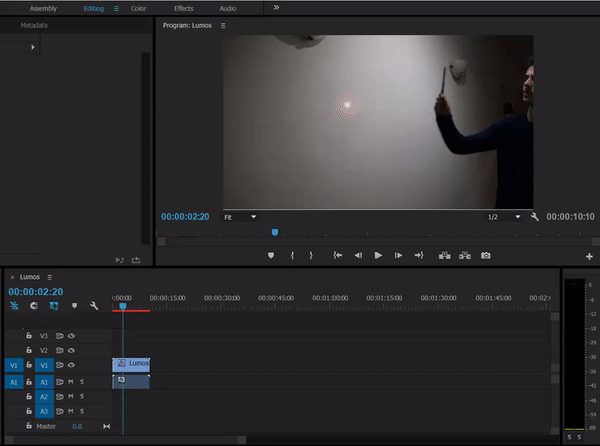 Assembly Editing Color Effects Audio
Metadata
Program: Lumos
00:00:02:20 Fit 1/2 00:00:10:10
Lumos
00:00:02:20
:00:00 00:00:15:00 00:00:30:00 00:00:45:00 00:01:00:00 00:01:15:00 00:01:30:00 00:01:45:00 00:02:
V3
V2
V1 V1 fx Lumos
A1 A1 M S fx
A2 M S
A3 M S
Master 0.0
0
-6
-12
-18
-24
-30
-36
-42
-48
-54
dB
S S